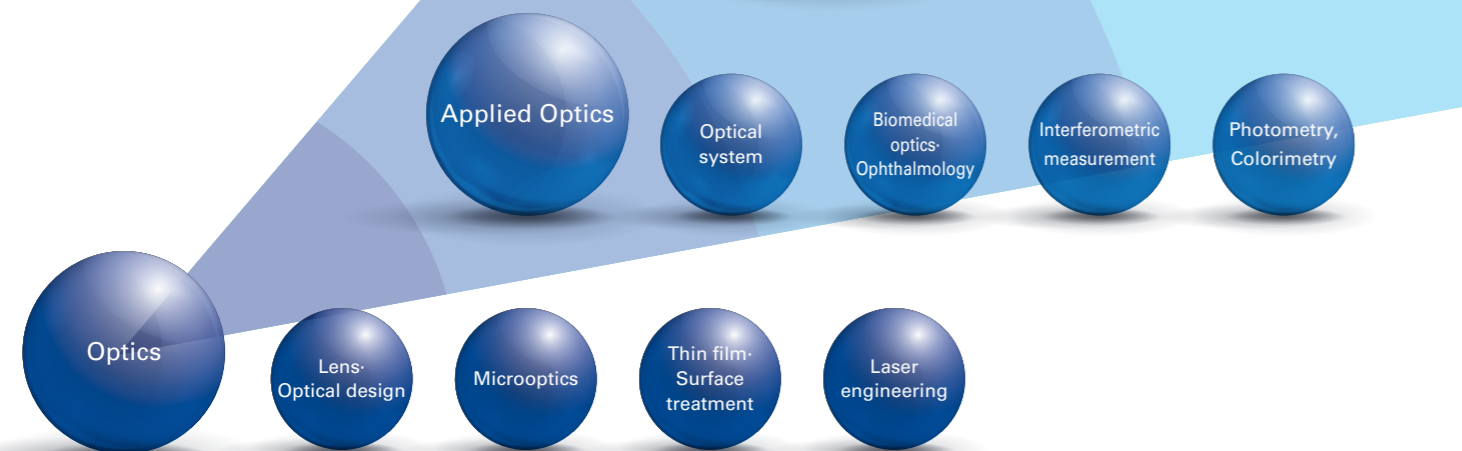 Applied Optics
Optical
system
Biomedical
optics·
Ophthalmology
Interferometric
measurement
Photometry,
Colorimetry
Optics
Lens·
Optical design
Microoptics
Thin film·
Surface
treatment
Laser
engineering